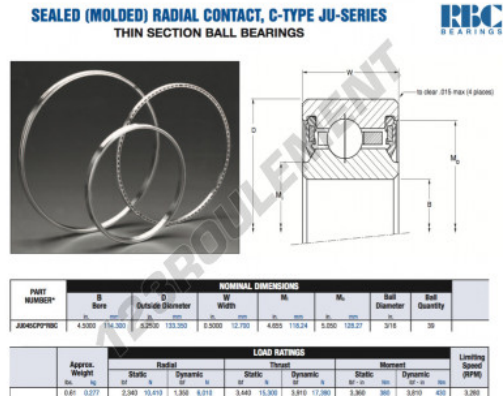 SEALED (MOLDED) RADIAL CONTACT, C-TYPE JU-SERIES
THIN SECTION BALL BEARINGS
RBC
BEARINGS
W
to clear .015 max (4 places)
D
B
123ROULEMENT
NOMINAL DIMENSIONS
PART NUMBER*
B Bore
D Outside Diameter
W Width
Ball Diameter
Ball Quantity
in. mm in. mm in. mm in. mm in. mm in.
4.5000 114.300 5.2500 133.350 0.5000 12.700 4.655 118.24 5.050 128.27 3/16 39
LOAD RATINGS
Approx. Weight
Radial Thrust Moment
Limiting Speed (RPM)
Static Dynamic Static Dynamic Static Dynamic
lbs. kg lbf N lbf N lbf N lbf N lbf - in Nm lbf - in Nm
0.61 0.277 2,343 10,410 1,350 6,010 3,440 15,300 3,910 17,390 3,360 380 3,810 430 3,260